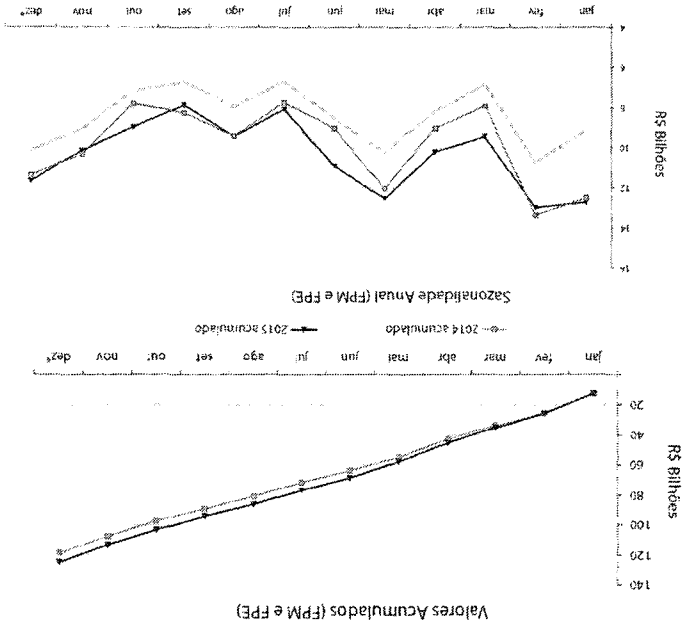 Valores Acumulados (FPM e FPE)
R$ Bilhões
140
120
100
80
60
40
20
jan fev mar abr mai jun jul ago set out nov dez*
2014 acumulado 2015 acumulado
Sazonalidade Anual (FPM e FPE)
R$ Bilhões
14
12
10
8
6
4
jan fev mar abr mai jun jul ago set out nov dez*